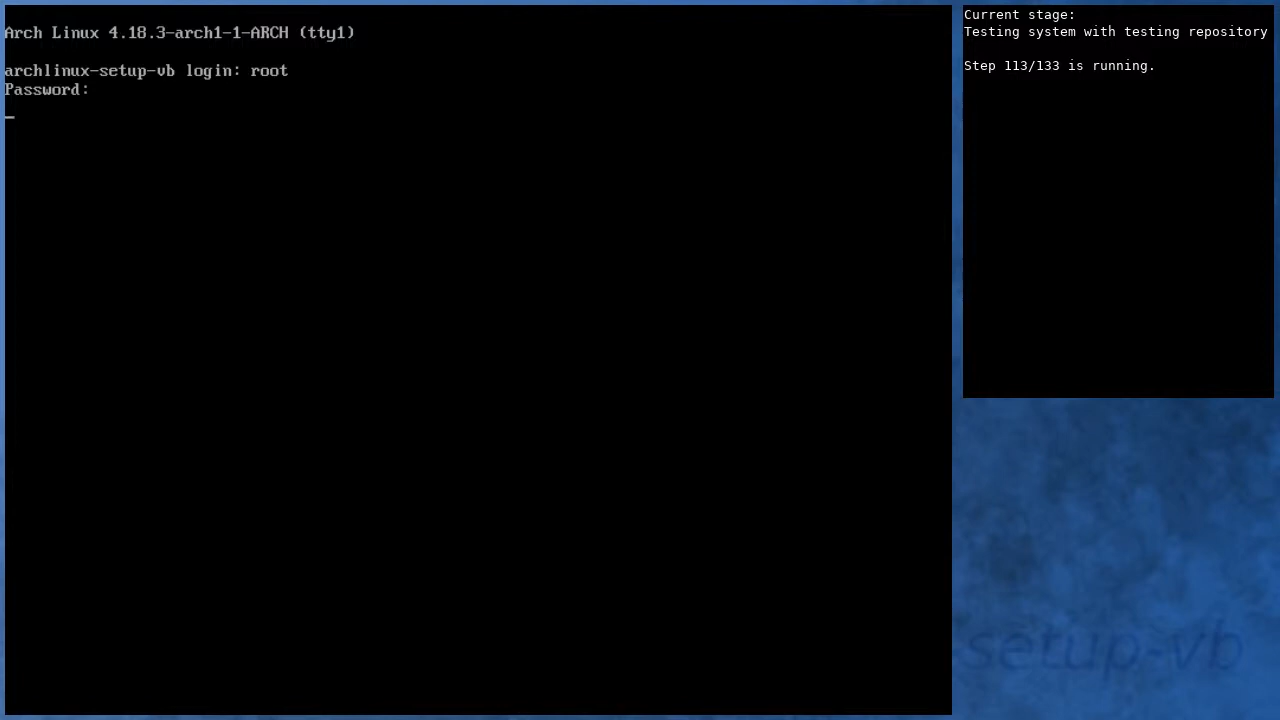 Arch Linux 4.18.3-arch1-1-ARCH (tty1)
archlinux-setup-vb login: root
Password:
_
Current stage:
Testing system with testing repository
Step 113/133 is running.
setup-vb